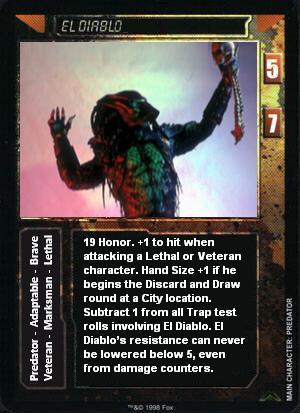 EL DIABLO
5
7
Predator - Adaptable - Brave
Veteran - Marksman - Lethal
19 Honor. +1 to hit when
attacking a Lethal or Veteran
character. Hand Size +1 if he
begins the Discard and Draw
round at a City location.
Subtract 1 from all Trap test
rolls involving El Diablo. El
Diablo's resistance can never
be lowered below 5, even
from damage counters.
MAIN CHARACTER: PREDATOR
™&© 1998 Fox